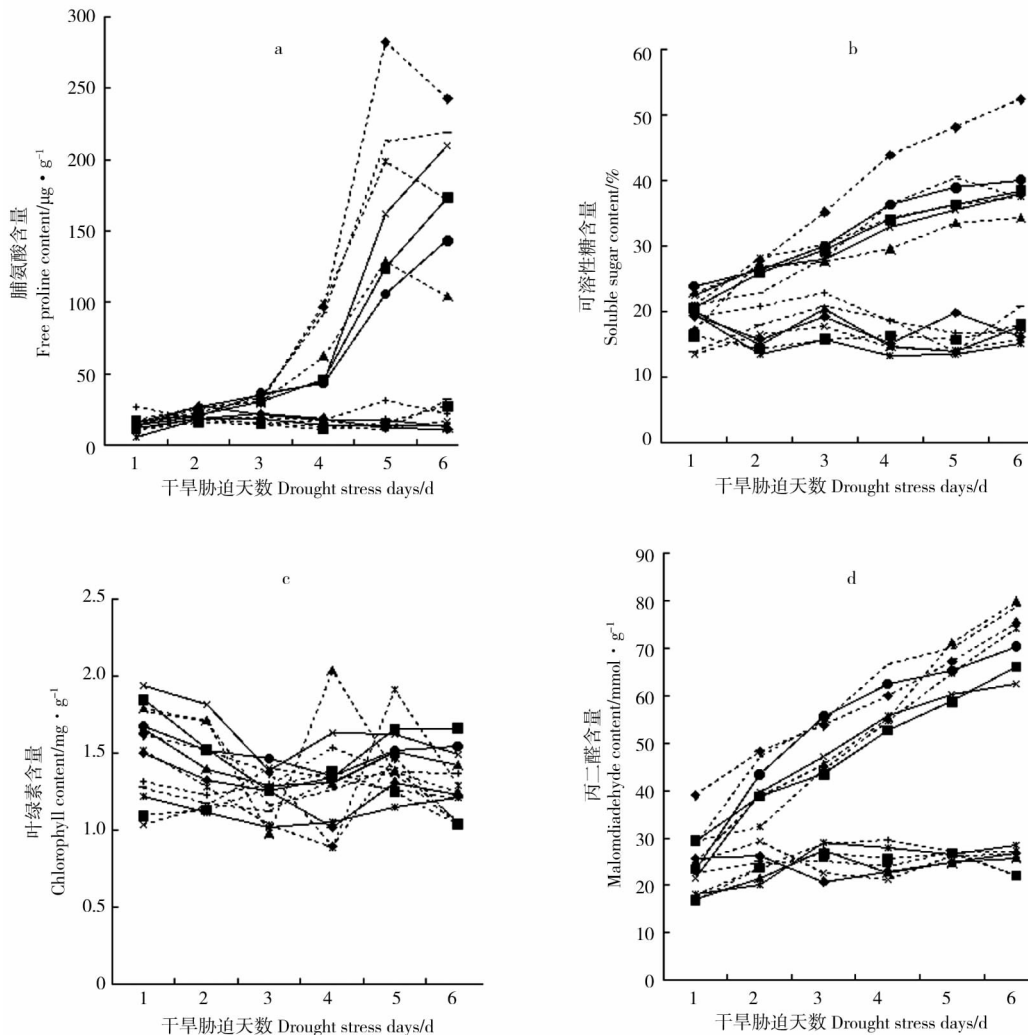 a
300
250
200
150
100
50
0
脯氨酸含量
Free proline content/μg·g⁻¹
1 2 3 4 5 6
干旱胁迫天数 Drought stress days/d
b
60
50
40
30
20
10
0
可溶性糖含量
Soluble sugar content/%
1 2 3 4 5 6
干旱胁迫天数 Drought stress days/d
c
2.5
2.0
1.5
1.0
0.5
0
叶绿素含量
Chlorophyll content/mg·g⁻¹
1 2 3 4 5 6
干旱胁迫天数 Drought stress days/d
d
90
80
70
60
50
40
30
20
10
0
丙二醛含量
Malomdiadehyde content/mmol·g⁻¹
1 2 3 4 5 6
干旱胁迫天数 Drought stress days/d